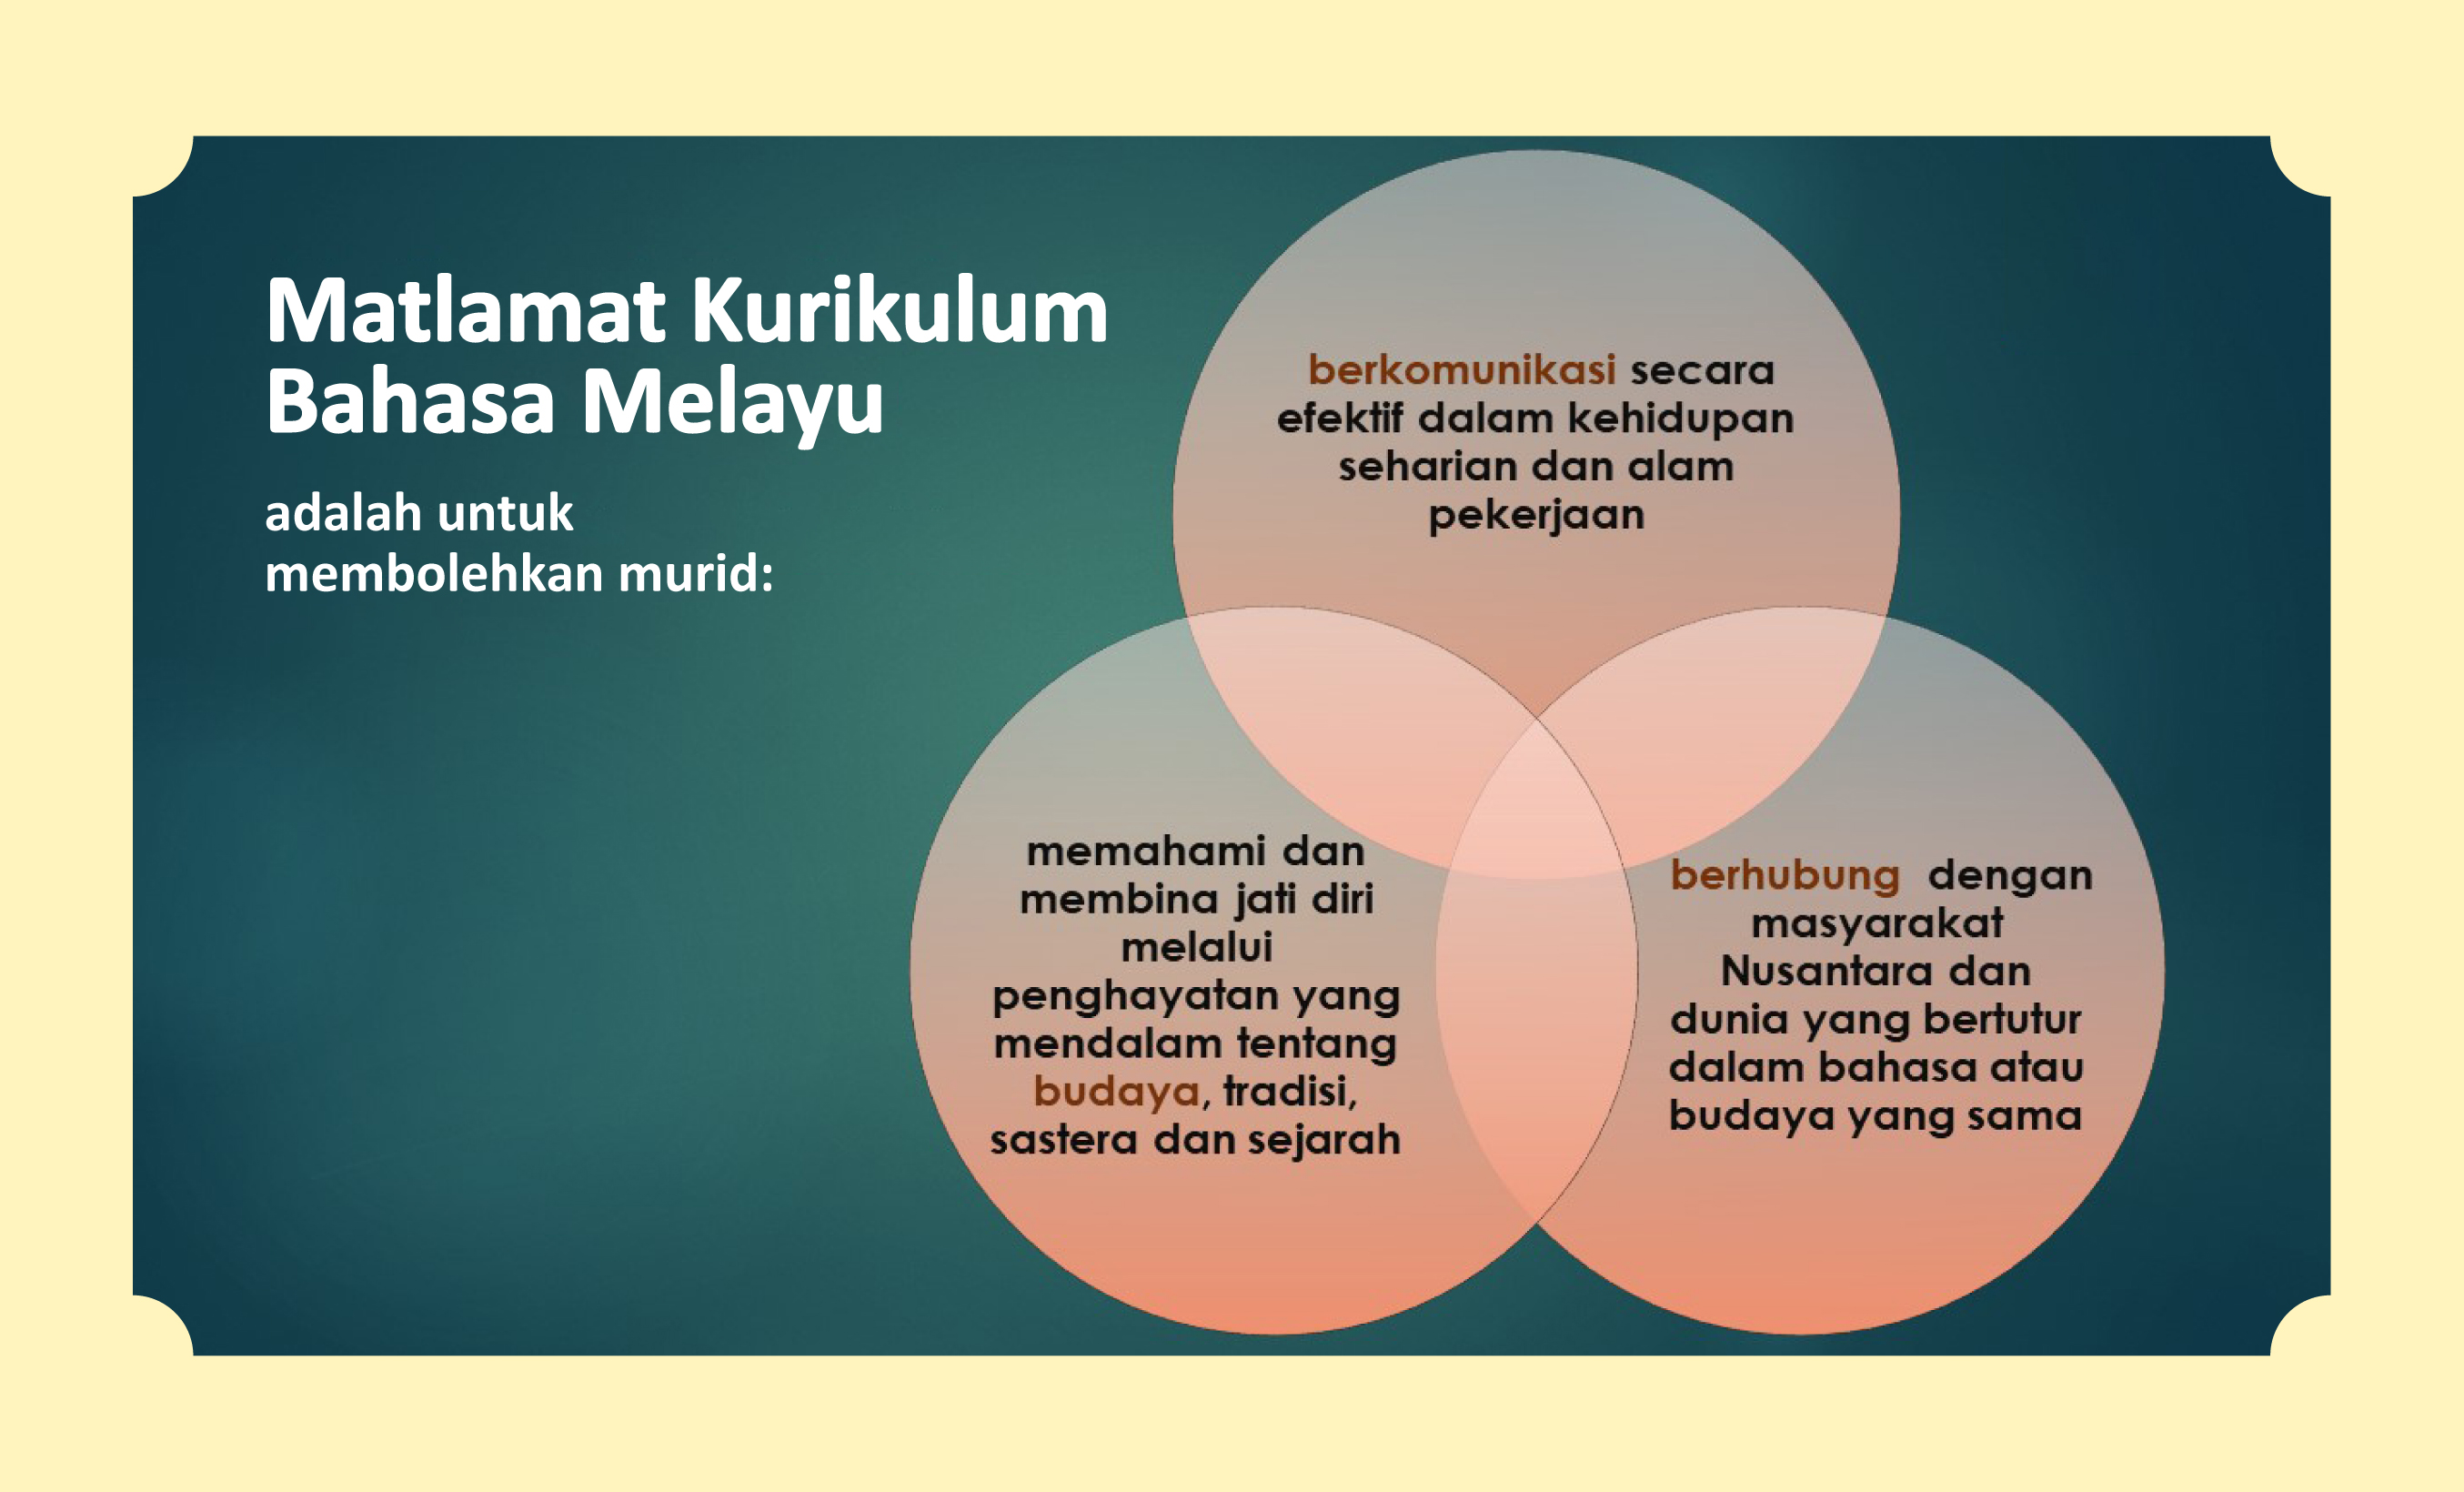 Matlamat Kurikulum
Bahasa Melayu
adalah untuk
membolehkan murid:
berkomunikasi secara
efektif dalam kehidupan
seharian dan alam
pekerjaan
memahami dan
membina jati diri
melalui
penghayatan yang
mendalam tentang
budaya, tradisi,
sastera dan sejarah
berhubung dengan
masyarakat
Nusantara dan
dunia yang bertutur
dalam bahasa atau
budaya yang sama